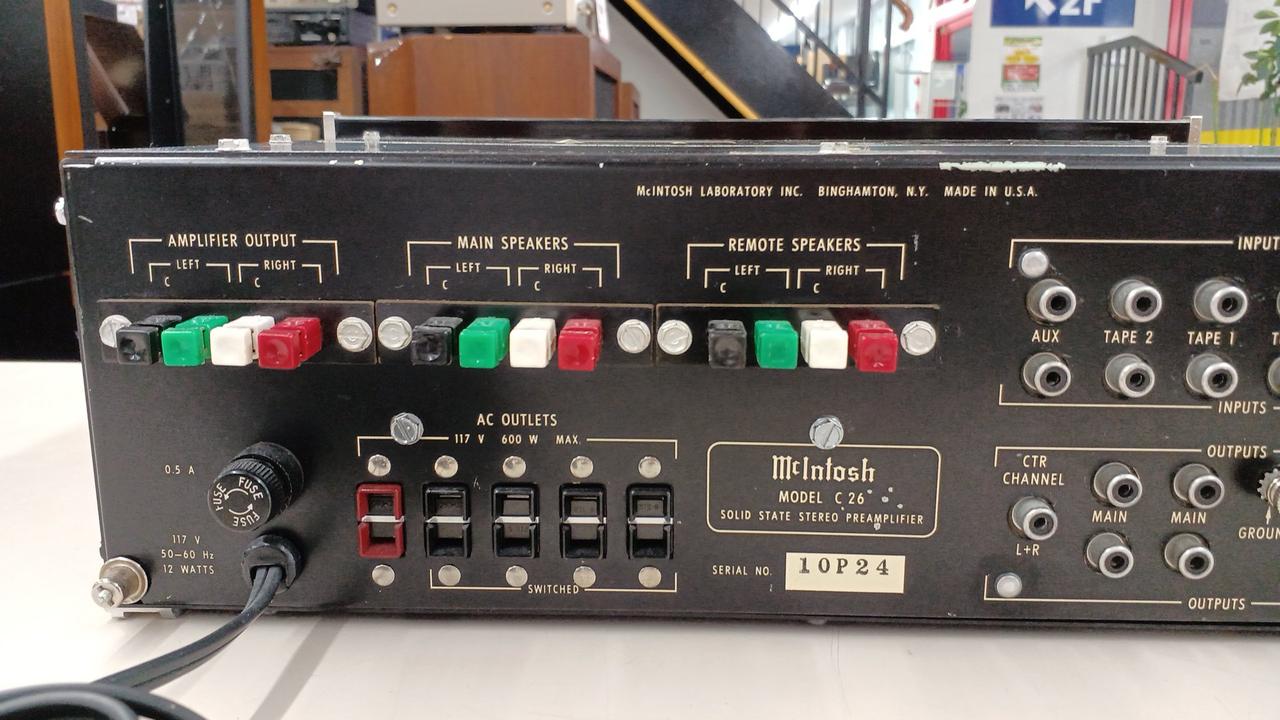 2F
McINTOSH LABORATORY INC. BINGHAMTON, N.Y. MADE IN U.S.A.
AMPLIFIER OUTPUT
LEFT RIGHT
C C
MAIN SPEAKERS
LEFT RIGHT
C C
REMOTE SPEAKERS
LEFT RIGHT
C C
INPUT
AUX TAPE 2 TAPE 1
INPUTS
AC OUTLETS
117 V 600 W MAX.
SWITCHED
0.5 A
FUSE FUSE FUSE
117 V
50-60 Hz
12 WATTS
McIntosh
MODEL C 26
SOLID STATE STEREO PREAMPLIFIER
SERIAL NO. 10P24
OUTPUTS
CTR
CHANNEL
L+R
MAIN MAIN
GROUN
OUTPUTS